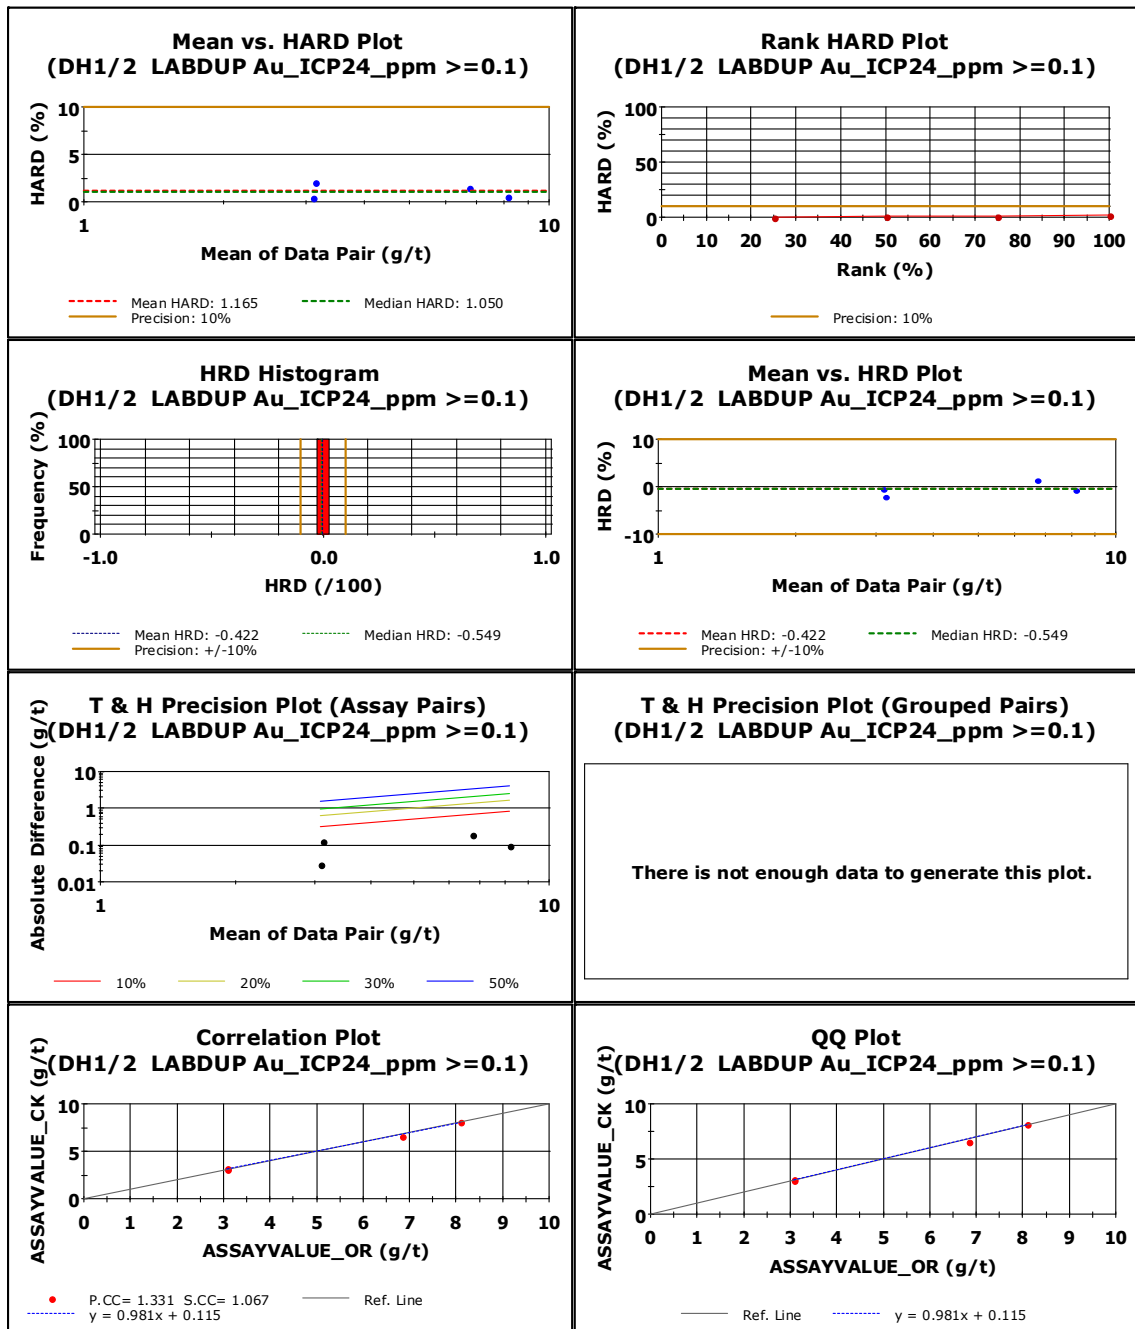 Mean vs. HARD Plot
(DH1/2 LABDUP Au_ICP24_ppm >=0.1)
HARD (%)
10
5
0
1
10
Mean of Data Pair (g/t)
Mean HARD: 1.165
Median HARD: 1.050
Precision: 10%
Rank HARD Plot
(DH1/2 LABDUP Au_ICP24_ppm >=0.1)
HARD (%)
100
50
0
0 10 20 30 40 50 60 70 80 90 100
Rank (%)
Precision: 10%
HRD Histogram
(DH1/2 LABDUP Au_ICP24_ppm >=0.1)
Frequency (%)
100
50
0
-1.0 0.0 1.0
HRD (/100)
Mean HRD: -0.422
Median HRD: -0.549
Precision: +/-10%
Mean vs. HRD Plot
(DH1/2 LABDUP Au_ICP24_ppm >=0.1)
HRD (%)
10
0
-10
1
10
Mean of Data Pair (g/t)
Mean HRD: -0.422
Median HRD: -0.549
Precision: +/-10%
T & H Precision Plot (Assay Pairs)
(DH1/2 LABDUP Au_ICP24_ppm >=0.1)
Absolute Difference (g/t)
10
1
0.1
0.01
1
10
Mean of Data Pair (g/t)
10% 20% 30% 50%
T & H Precision Plot (Grouped Pairs)
(DH1/2 LABDUP Au_ICP24_ppm >=0.1)
There is not enough data to generate this plot.
Correlation Plot
(DH1/2 LABDUP Au_ICP24_ppm >=0.1)
ASSAYVALUE_CK (g/t)
10
5
0
0 1 2 3 4 5 6 7 8 9 10
ASSAYVALUE_OR (g/t)
P.CC= 1.331 S.CC= 1.067
Ref. Line
y = 0.981x + 0.115
QQ Plot
(DH1/2 LABDUP Au_ICP24_ppm >=0.1)
ASSAYVALUE_CK (g/t)
10
5
0
0 1 2 3 4 5 6 7 8 9 10
ASSAYVALUE_OR (g/t)
Ref. Line
y = 0.981x + 0.115